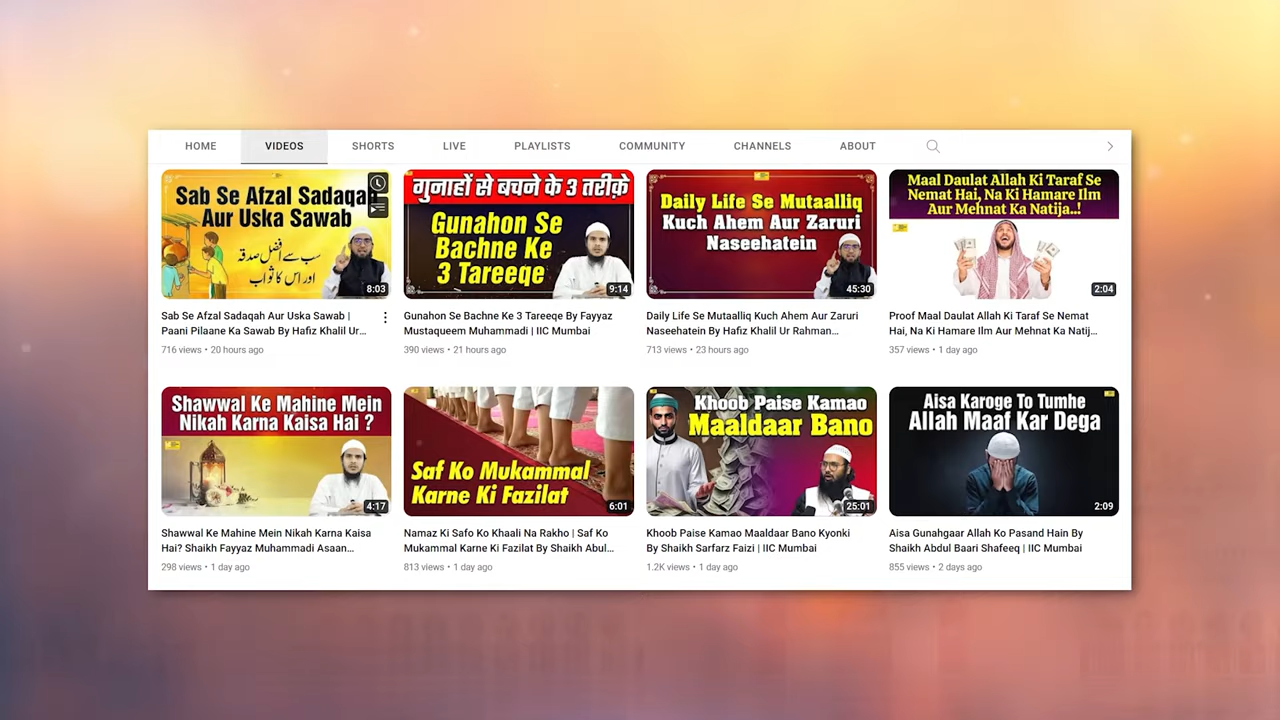 HOME VIDEOS SHORTS LIVE PLAYLISTS COMMUNITY CHANNELS ABOUT
Sab Se Afzal Sadaqah
Aur Uska Sawab
سب سے افضل صدقہ
اور اس کا ثواب
8:03
गुनाहों से बचने के 3 तरीक़े
Gunahon Se
Bachne Ke
3 Tareeqe
9:14
Daily Life Se Mutaalliq
Kuch Ahem Aur Zaruri
Naseehatein
45:30
Maal Daulat Allah Ki Taraf Se
Nemat Hai, Na Ki Hamare Ilm
Aur Mehnat Ka Natija..!
2:04
Sab Se Afzal Sadaqah Aur Uska Sawab |
Paani Pilaane Ka Sawab By Hafiz Khalil Ur...
716 views • 20 hours ago
Gunahon Se Bachne Ke 3 Tareeqe By Fayyaz
Mustaqueem Muhammadi | IIC Mumbai
390 views • 21 hours ago
Daily Life Se Mutaalliq Kuch Ahem Aur Zaruri
Naseehatein By Hafiz Khalil Ur Rahman...
713 views • 23 hours ago
Proof Maal Daulat Allah Ki Taraf Se Nemat
Hai, Na Ki Hamare Ilm Aur Mehnat Ka Natij...
357 views • 1 day ago
Shawwal Ke Mahine Mein
Nikah Karna Kaisa Hai ?
4:17
Saf Ko Mukammal
Karne Ki Fazilat
6:01
Khoob Paise Kamao
Maaldaar Bano
25:01
Aisa Karoge To Tumhe
Allah Maaf Kar Dega
2:09
Shawwal Ke Mahine Mein Nikah Karna Kaisa
Hai? Shaikh Fayyaz Muhammadi Asaan...
298 views • 1 day ago
Namaz Ki Safo Ko Khaali Na Rakho | Saf Ko
Mukammal Karne Ki Fazilat By Shaikh Abul...
813 views • 1 day ago
Khoob Paise Kamao Maaldaar Bano Kyonki
By Shaikh Sarfarz Faizi | IIC Mumbai
1.2K views • 1 day ago
Aisa Gunahgaar Allah Ko Pasand Hain By
Shaikh Abdul Baari Shafeeq | IIC Mumbai
855 views • 2 days ago